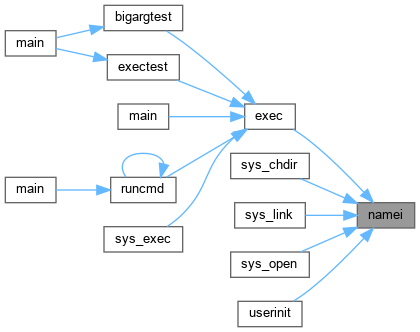 bigargtest
main
exectest
main
exec
sys_chdir
main
runcmd
namei
sys_link
sys_exec
sys_open
userinit